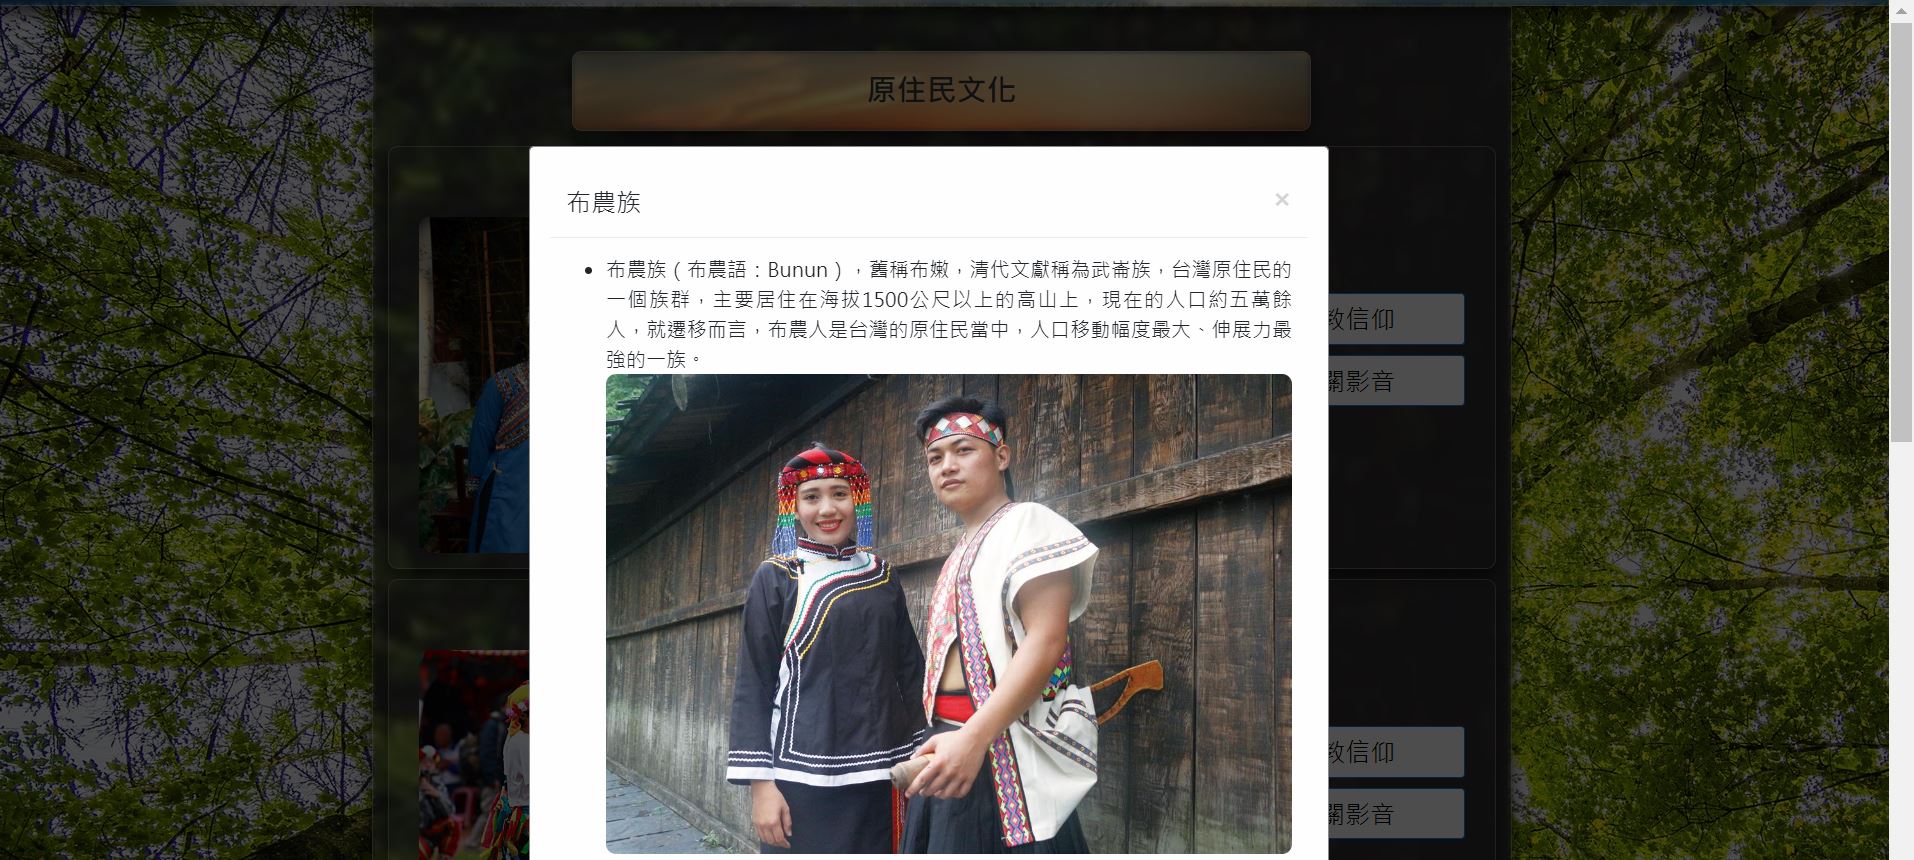 原住民文化
布農族
×
布農族（布農語：Bunun），舊稱布嫩，清代文獻稱為武崙族，台灣原住民的
一個族群，主要居住在海拔1500公尺以上的高山上，現在的人口約五萬餘
人，就遷移而言，布農人是台灣的原住民當中，人口移動幅度最大、伸展力最
強的一族。
教信仰
關影音
教信仰
關影音